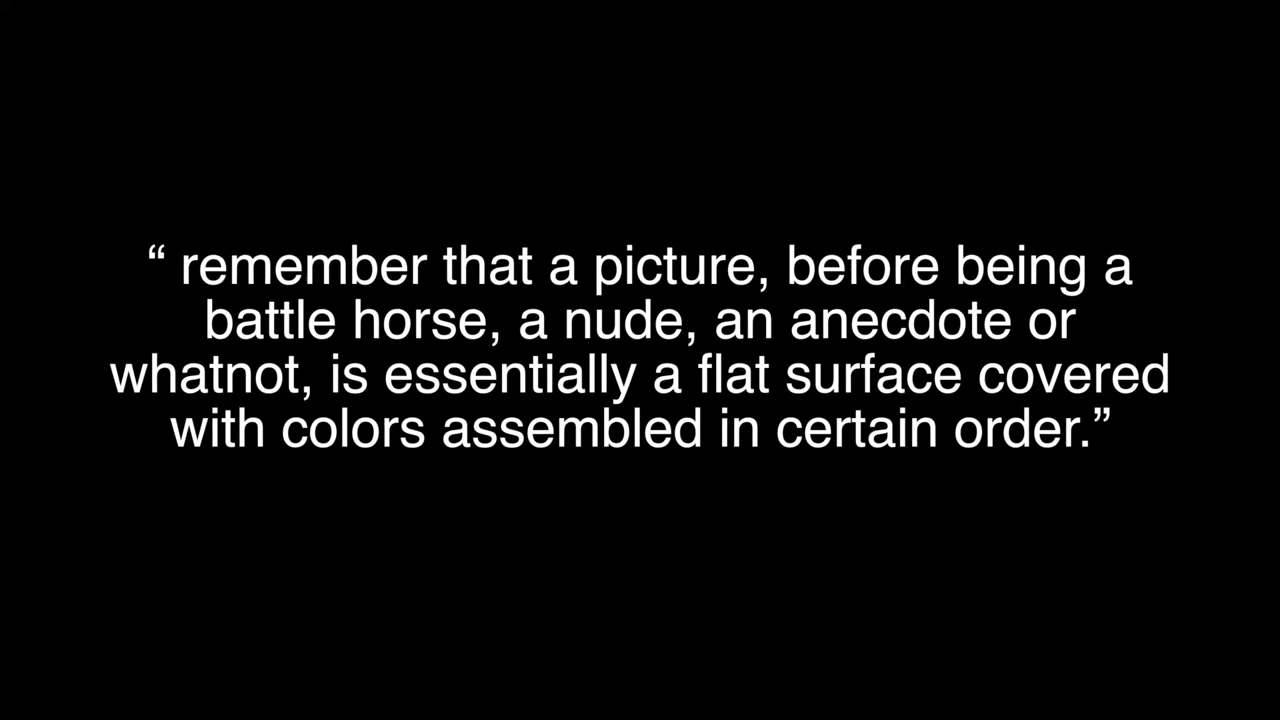 “ remember that a picture, before being a
battle horse, a nude, an anecdote or
whatnot, is essentially a flat surface covered
with colors assembled in certain order.”